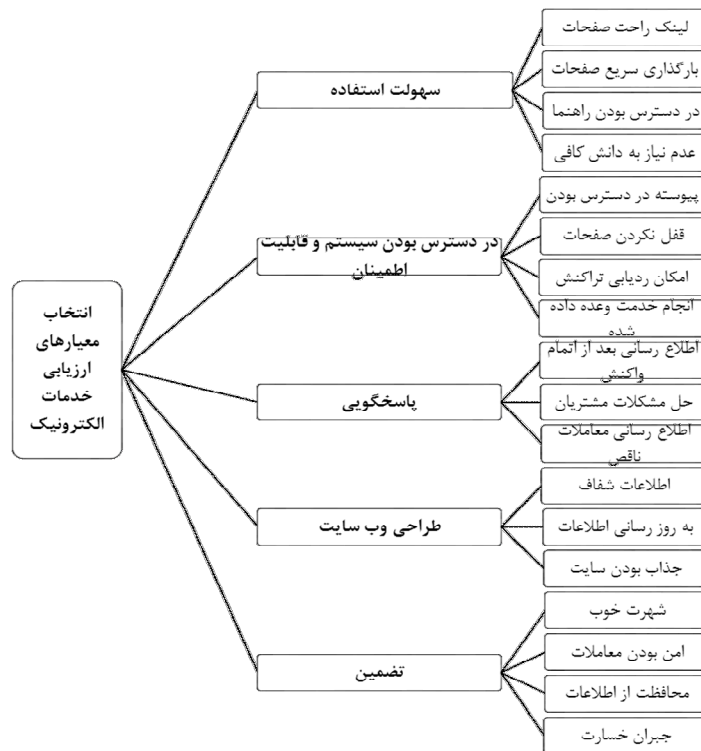 انتخاب
معیارهای
ارزیابی
خدمات
الکترونیک
سهولت استفاده
لینک راحت صفحات
بارگذاری سریع صفحات
در دسترس بودن راهنما
عدم نیاز به دانش کافی
در دسترس بودن سیستم و قابلیت
اطمینان
پیوسته در دسترس بودن
قفل نکردن صفحات
امکان ردیابی تراکنش
انجام خدمت وعده داده
شده
پاسخگویی
اطلاع رسانی بعد از اتمام
واکنش
حل مشکلات مشتریان
اطلاع رسانی معاملات
ناقص
طراحی وب سایت
اطلاعات شفاف
به روز رسانی اطلاعات
جذاب بودن سایت
تضمین
شهرت خوب
امن بودن معاملات
محافظت از اطلاعات
جبران خسارت